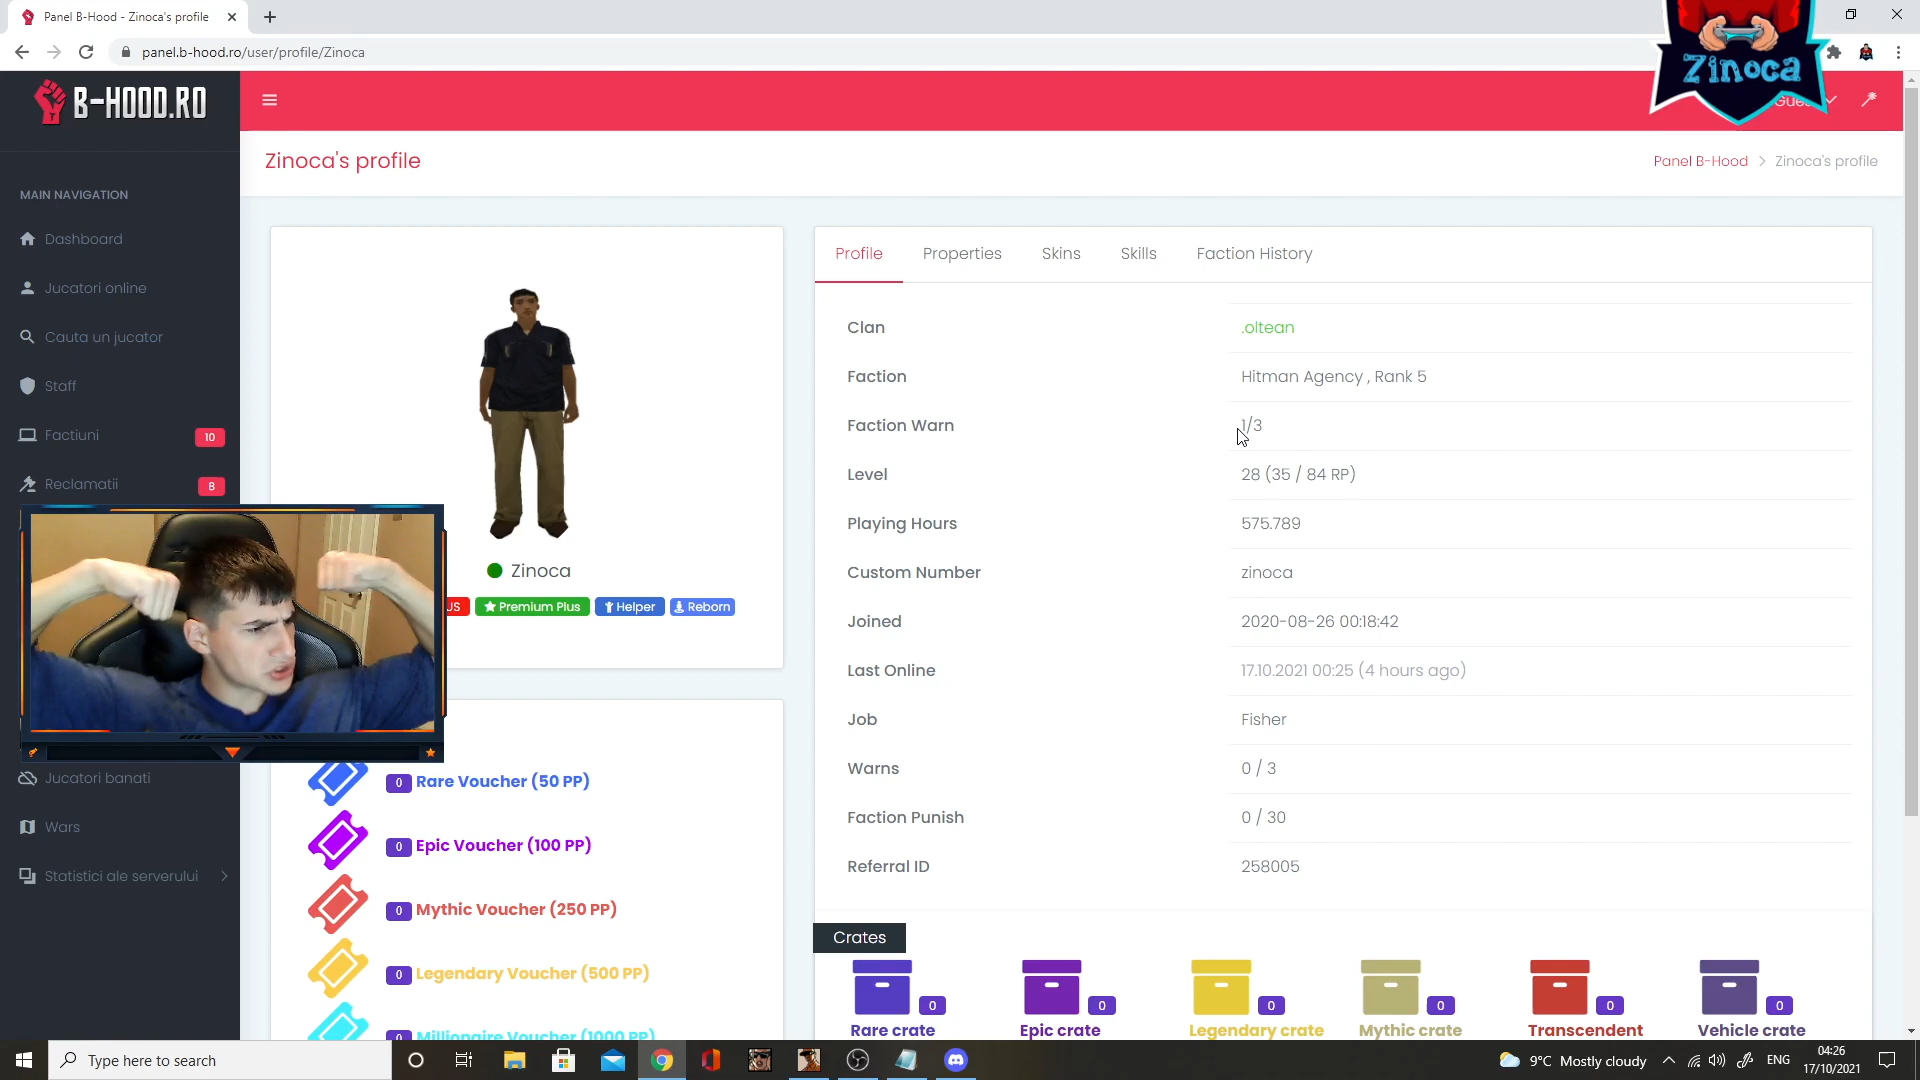 Panel B-Hood - Zinoca's profile
panel.b-hood.ro/user/profile/Zinoca
Zinoca
B-HOOD.RO
Zinoca's profile
Panel B-Hood > Zinoca's profile
MAIN NAVIGATION
Dashboard
Jucatori online
Cauta un jucator
Staff
Factiuni 10
Reclamatii 8
Jucatori banati
Wars
Statistici ale serverului
Zinoca
US Premium Plus Helper Reborn
0 Rare Voucher (50 PP)
0 Epic Voucher (100 PP)
0 Mythic Voucher (250 PP)
0 Legendary Voucher (500 PP)
0 Millionaire Voucher (1000 PP)
Profile Properties Skins Skills Faction History
Clan .oltean
Faction Hitman Agency , Rank 5
Faction Warn 1/3
Level 28 (35 / 84 RP)
Playing Hours 575.789
Custom Number zinoca
Joined 2020-08-26 00:18:42
Last Online 17.10.2021 00:25 (4 hours ago)
Job Fisher
Warns 0 / 3
Faction Punish 0 / 30
Referral ID 258005
Crates
0 0 0 0 0 0
Rare crate Epic crate Legendary crate Mythic crate Transcendent Vehicle crate
Type here to search
9°C Mostly cloudy ENG
04:26
17/10/2021